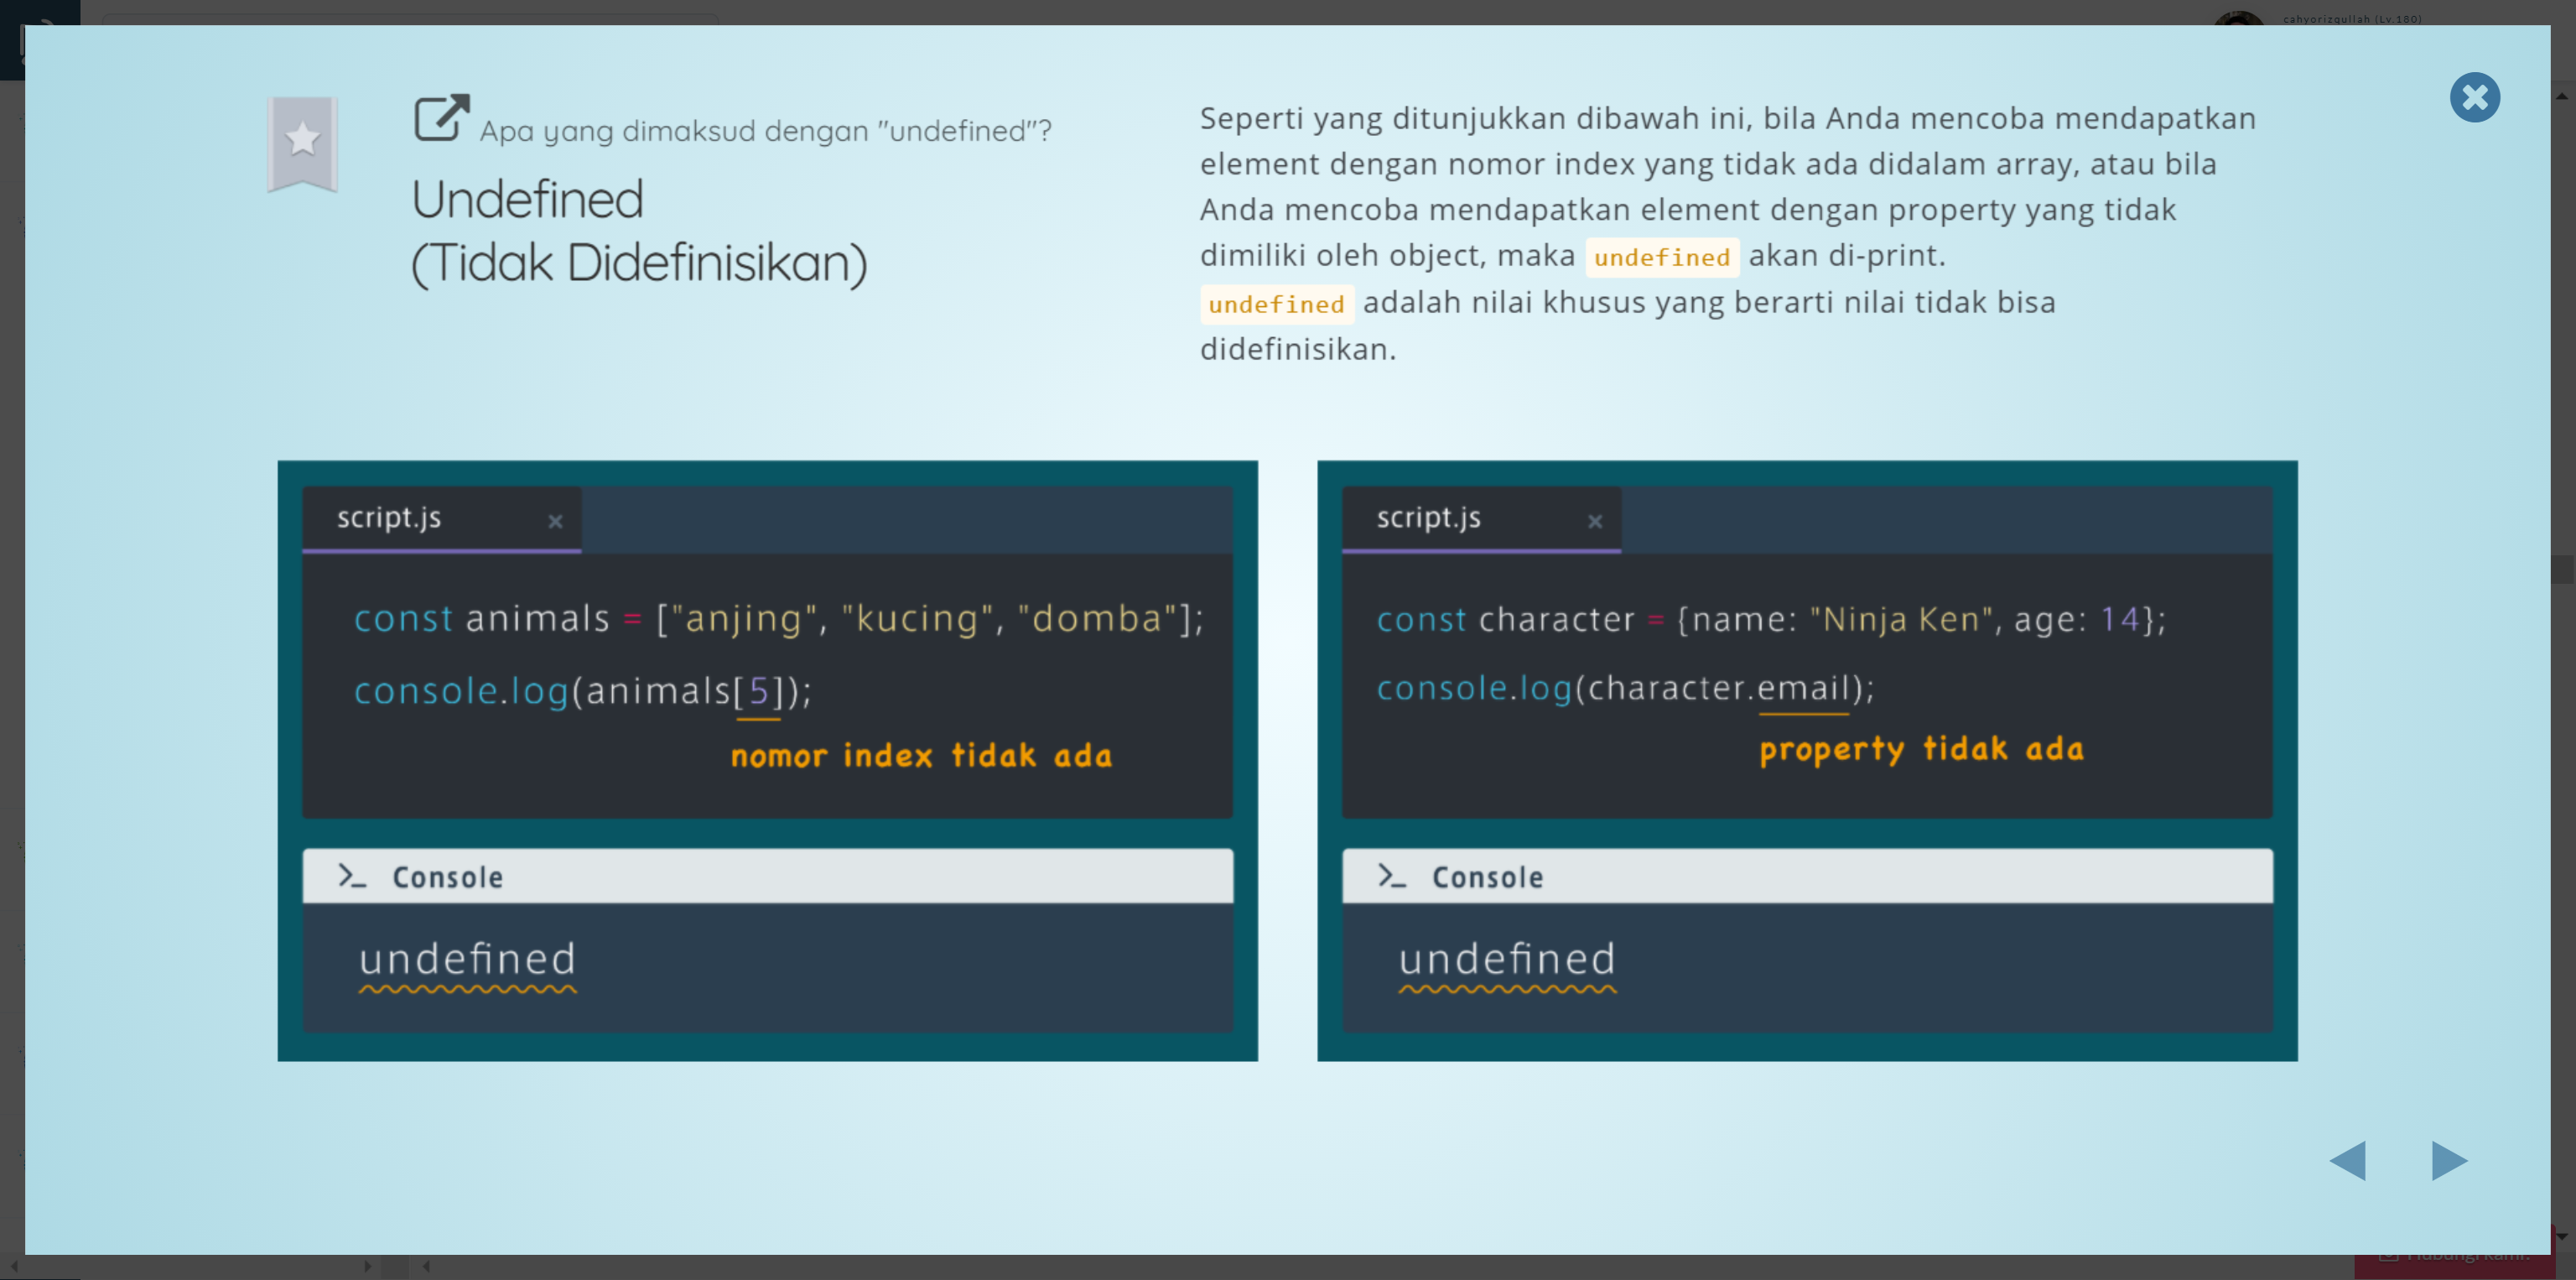 cahyorizqullah (Lv.180)
Apa yang dimaksud dengan "undefined"?
Undefined
(Tidak Didefinisikan)
Seperti yang ditunjukkan dibawah ini, bila Anda mencoba mendapatkan
element dengan nomor index yang tidak ada didalam array, atau bila
Anda mencoba mendapatkan element dengan property yang tidak
dimiliki oleh object, maka undefined akan di-print.
undefined adalah nilai khusus yang berarti nilai tidak bisa
didefinisikan.
script.js
const animals = ["anjing", "kucing", "domba"];
console.log(animals[5]);
nomor index tidak ada
>_ Console
undefined
script.js
const character = {name: "Ninja Ken", age: 14};
console.log(character.email);
property tidak ada
>_ Console
undefined
Hubungi kami.